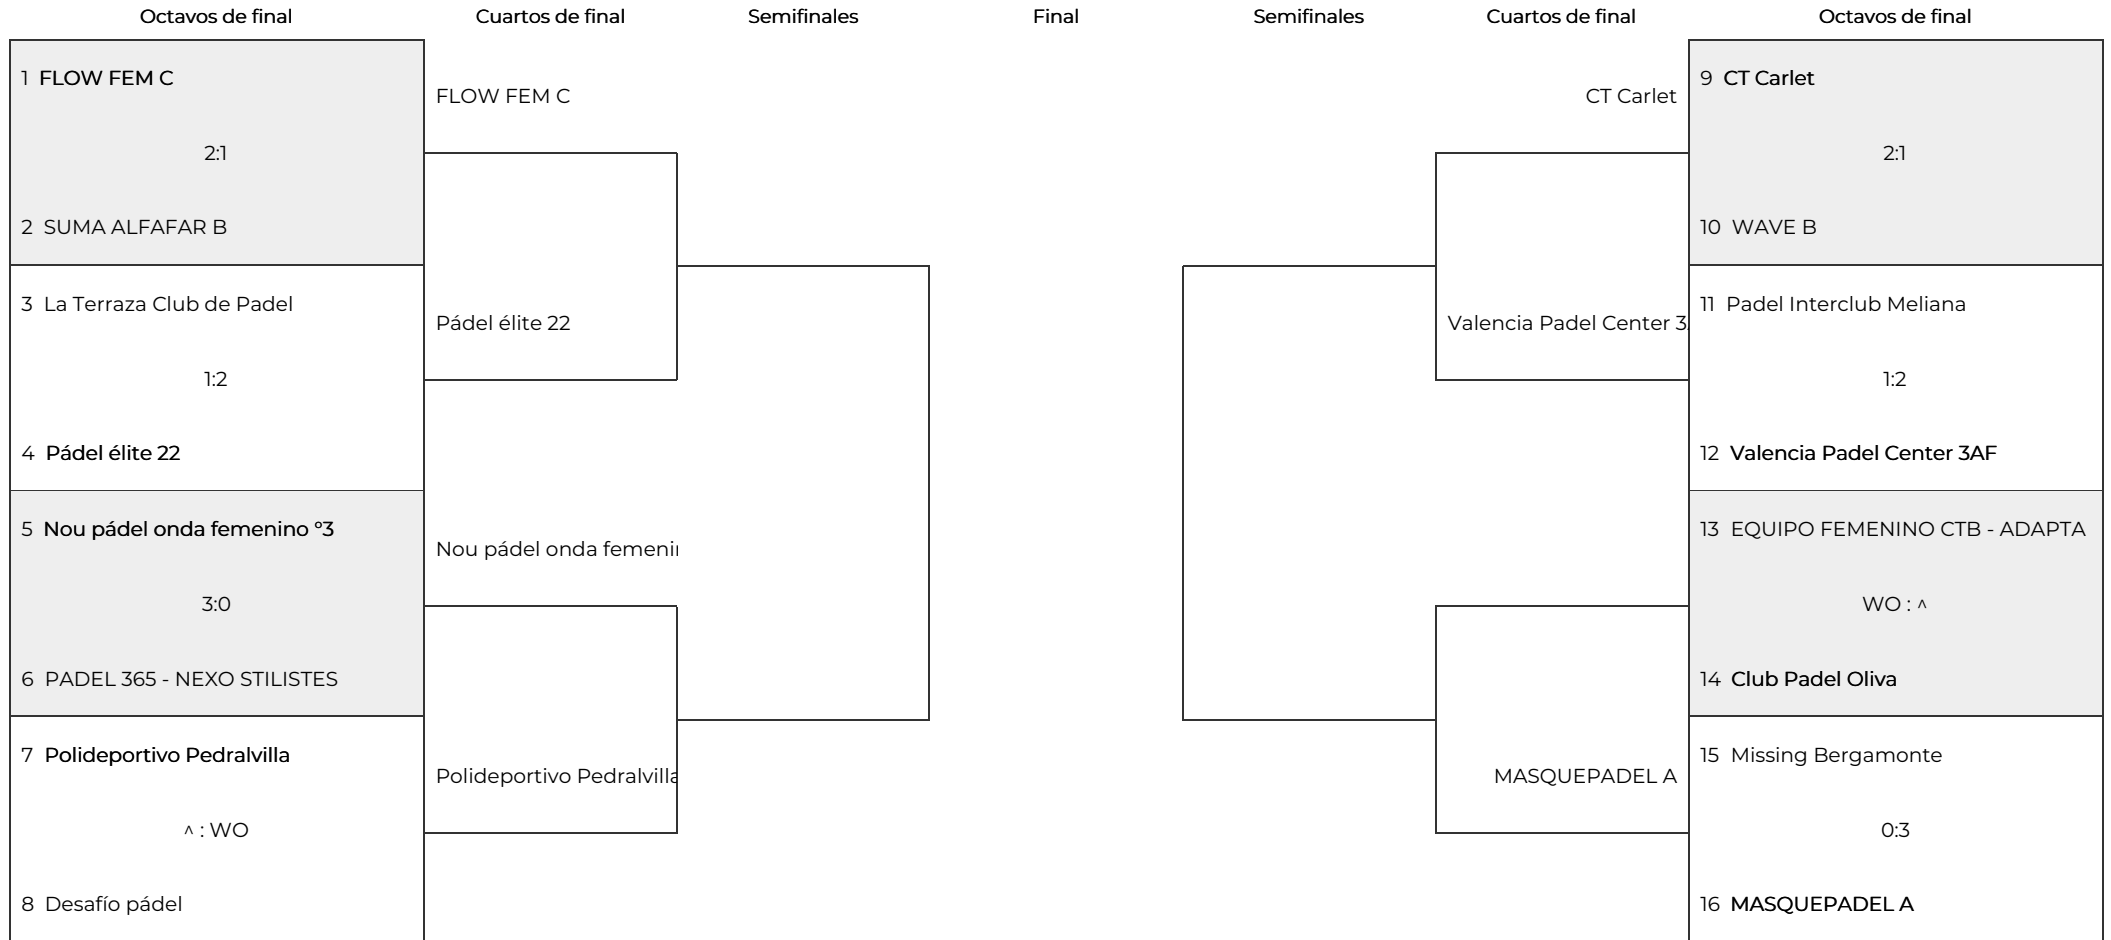 Octavos de final Cuartos de final Semifinales Final Semifinales Cuartos de final Octavos de final
1 FLOW FEM C
FLOW FEM C
2:1
2 SUMA ALFAFAR B
3 La Terraza Club de Padel
Pádel élite 22
1:2
4 Pádel élite 22
5 Nou pádel onda femenino º3
Nou pádel onda femenin
3:0
6 PADEL 365 - NEXO STILISTES
7 Polideportivo Pedralvilla
Polideportivo Pedralvilla
^ : WO
8 Desafío pádel
CT Carlet
9 CT Carlet
2:1
10 WAVE B
11 Padel Interclub Meliana
Valencia Padel Center 3
1:2
12 Valencia Padel Center 3AF
13 EQUIPO FEMENINO CTB - ADAPTA
WO : ^
14 Club Padel Oliva
15 Missing Bergamonte
MASQUEPADEL A
0:3
16 MASQUEPADEL A